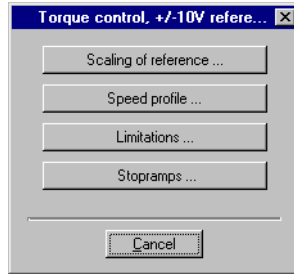 Torque control, +/-10V refere...
Scaling of reference ...
Speed profile ...
Limitations ...
Stopramps ...
Cancel